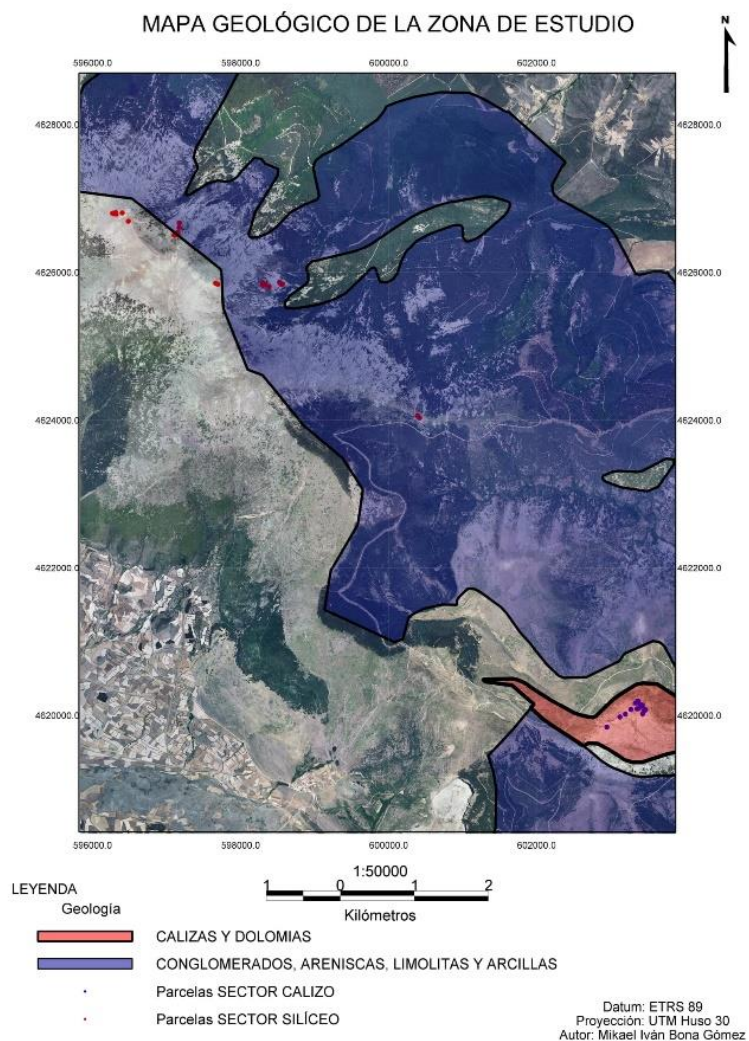 MAPA GEOLÓGICO DE LA ZONA DE ESTUDIO
N
596000.0 598000.0 600000.0 602000.0
4628000.0 4628000.0
4626000.0 4626000.0
4624000.0 4624000.0
4622000.0 4622000.0
4620000.0 4620000.0
596000.0 598000.0 600000.0 602000.0
1:50000
1 0 1 2
Kilómetros
LEYENDA
Geología
CALIZAS Y DOLOMIAS
CONGLOMERADOS, ARENISCAS, LIMOLITAS Y ARCILLAS
Parcelas SECTOR CALIZO
Parcelas SECTOR SILÍCEO
Datum: ETRS 89
Proyección: UTM Huso 30
Autor: Mikael Iván Bona Gómez